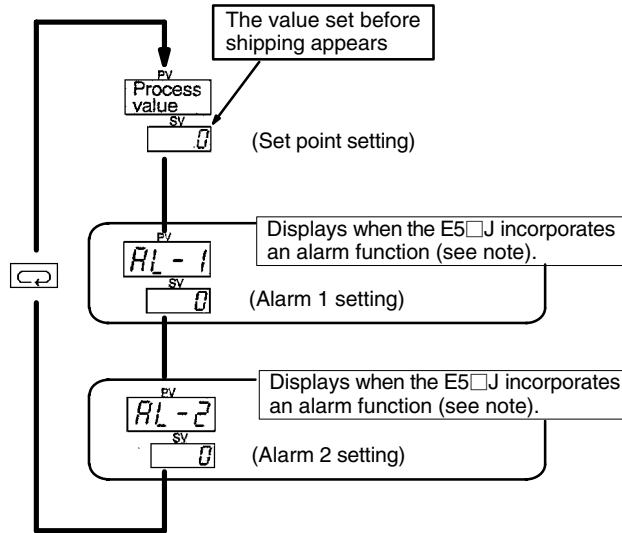 The value set before
shipping appears
PV
Process
value
SV
.0
(Set point setting)
Displays when the E5□J incorporates
an alarm function (see note).
PV
AL-1
SV
0
(Alarm 1 setting)
Displays when the E5□J incorporates
an alarm function (see note).
PV
AL-2
SV
0
(Alarm 2 setting)